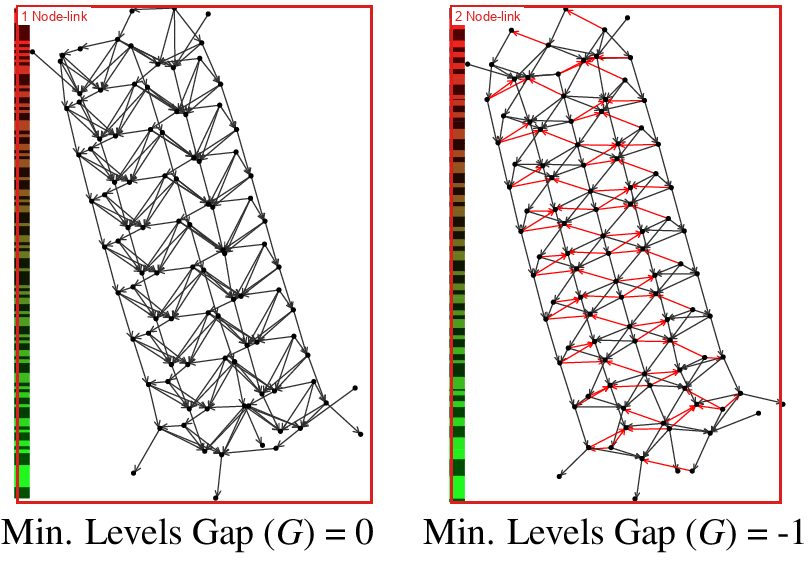 1 Node-link
2 Node-link
Min. Levels Gap (G) = 0
Min. Levels Gap (G) = -1